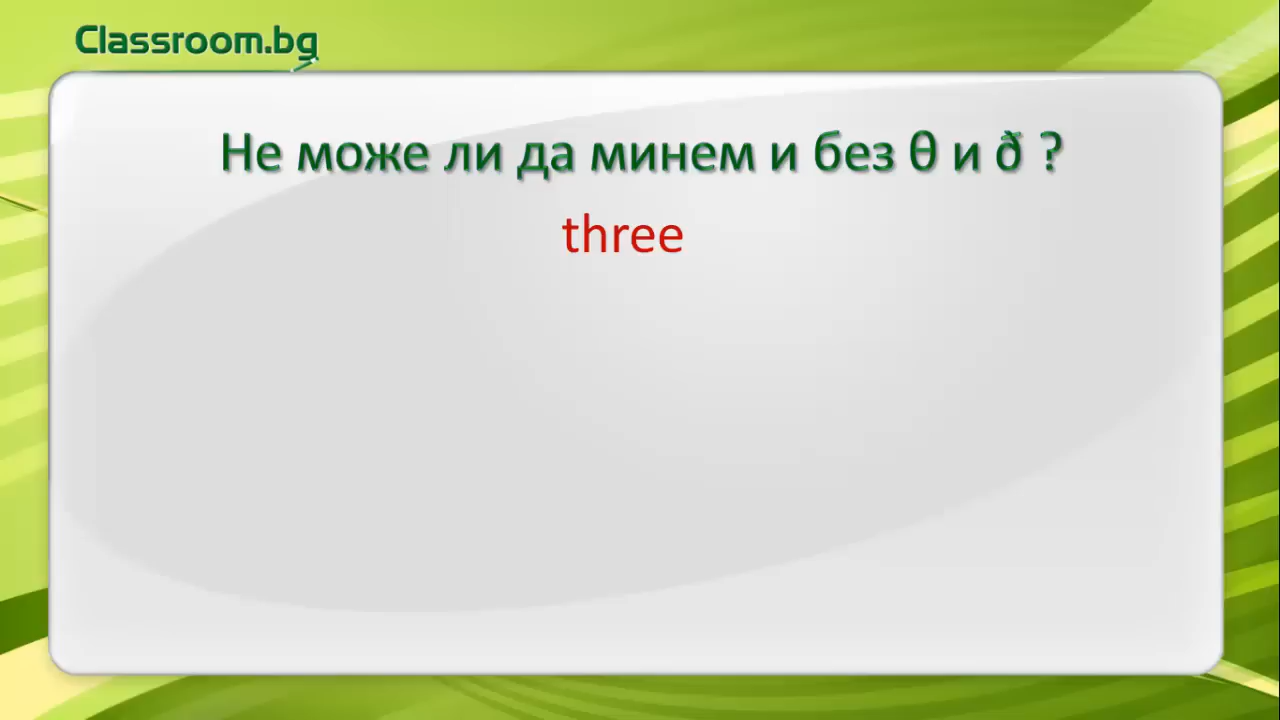 Classroom.bg
Не може ли да минем и без θ и ð ?
three